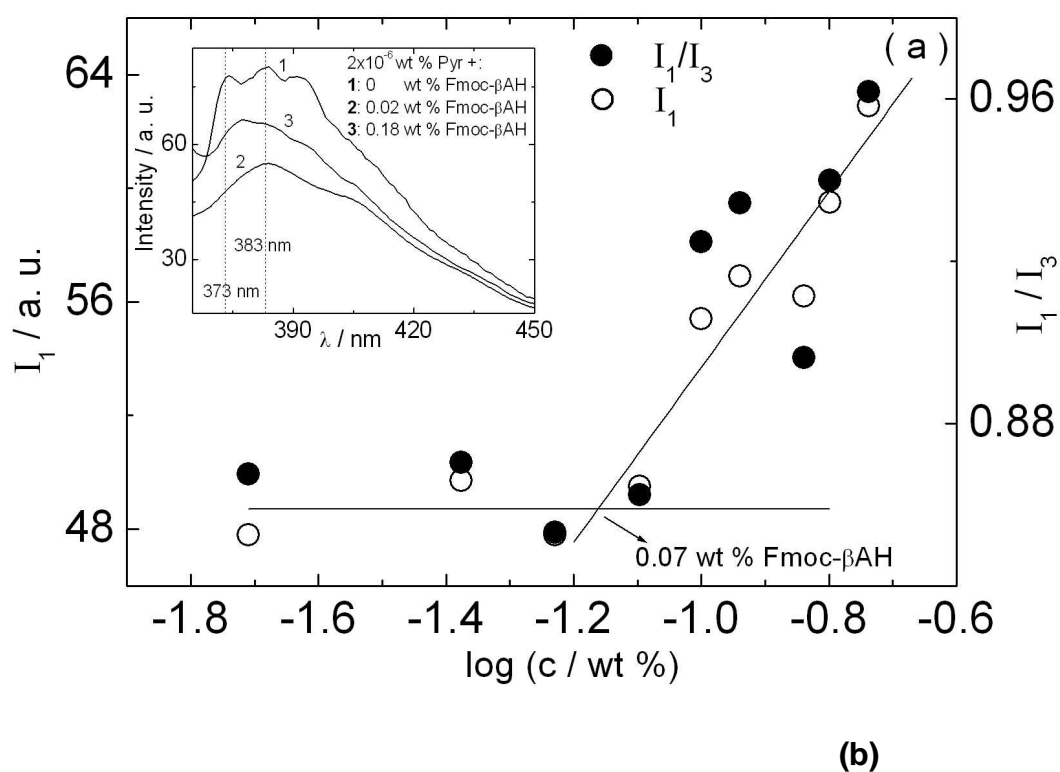 ( a )
I₁/I₃
I₁
2x10⁻⁶ wt % Pyr +:
1: 0 wt % Fmoc-βAH
2: 0.02 wt % Fmoc-βAH
3: 0.18 wt % Fmoc-βAH
1
3
2
383 nm
373 nm
60
30
Intensity / a. u.
390 420 450
λ / nm
64
56
48
I₁ / a. u.
0.96
0.88
I₁ / I₃
0.07 wt % Fmoc-βAH
-1.8 -1.6 -1.4 -1.2 -1.0 -0.8 -0.6
log (c / wt %)
(b)